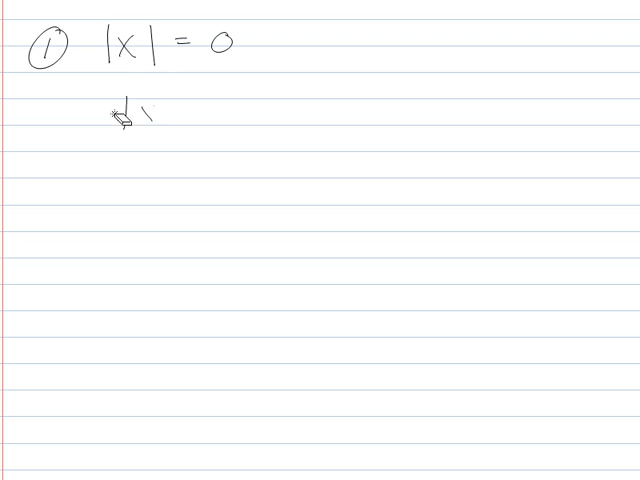 ① |x| = 0